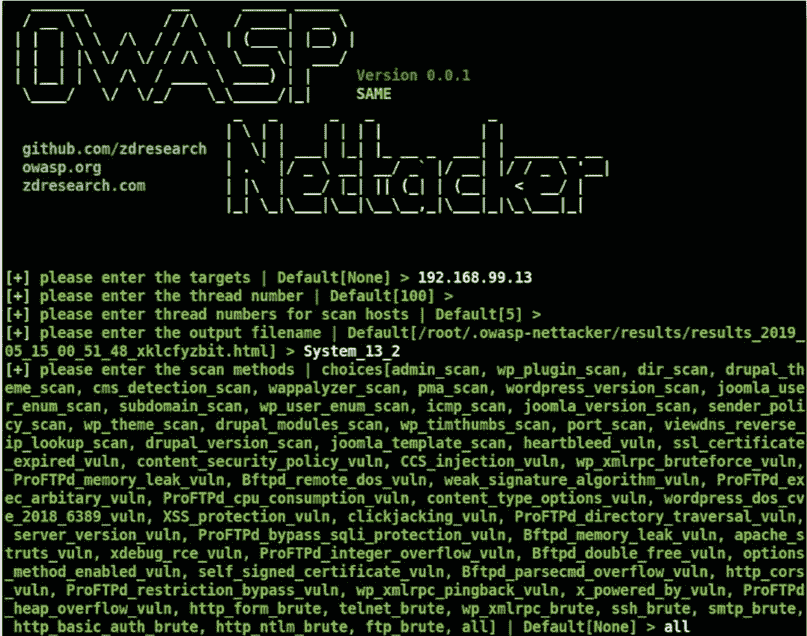 OWASP
Version 0.0.1
SAME
github.com/zdresearch
owasp.org
zdresearch.com
Nettacker
[+] please enter the targets | Default[None] > 192.168.99.13
[+] please enter the thread number | Default[100] >
[+] please enter thread numbers for scan hosts | Default[5] >
[+] please enter the output filename | Default[/root/.owasp-nettacker/results/results_2019_
05_15_00_51_48_xklcfyzbit.html] > System_13_2
[+] please enter the scan methods | choices[admin_scan, wp_plugin_scan, dir_scan, drupal_th
eme_scan, cms_detection_scan, wappalyzer_scan, pma_scan, wordpress_version_scan, joomla_use
r_enum_scan, subdomain_scan, wp_user_enum_scan, icmp_scan, joomla_version_scan, sender_poli
cy_scan, wp_theme_scan, drupal_modules_scan, wp_timthumbs_scan, port_scan, viewdns_reverse_
ip_lookup_scan, drupal_version_scan, joomla_template_scan, heartbleed_vuln, ssl_certificate
_expired_vuln, content_security_policy_vuln, CCS_injection_vuln, wp_xmlrpc_bruteforce_vuln,
ProFTPd_memory_leak_vuln, Bftpd_remote_dos_vuln, weak_signature_algorithm_vuln, ProFTPd_ex
ec_arbitary_vuln, ProFTPd_cpu_consumption_vuln, content_type_options_vuln, wordpress_dos_cv
e_2018_6389_vuln, XSS_protection_vuln, clickjacking_vuln, ProFTPd_directory_traversal_vuln,
server_version_vuln, ProFTPd_bypass_sqli_protection_vuln, Bftpd_memory_leak_vuln, apache_s
truts_vuln, xdebug_rce_vuln, ProFTPd_integer_overflow_vuln, Bftpd_double_free_vuln, options
_method_enabled_vuln, self_signed_certificate_vuln, Bftpd_parsecmd_overflow_vuln, http_cors
_vuln, ProFTPd_restriction_bypass_vuln, wp_xmlrpc_pingback_vuln, x_powered_by_vuln, ProFTPd
_heap_overflow_vuln, http_form_brute, telnet_brute, wp_xmlrpc_brute, ssh_brute, smtp_brute,
http_basic_auth_brute, http_ntlm_brute, ftp_brute, all] | Default[None] > all